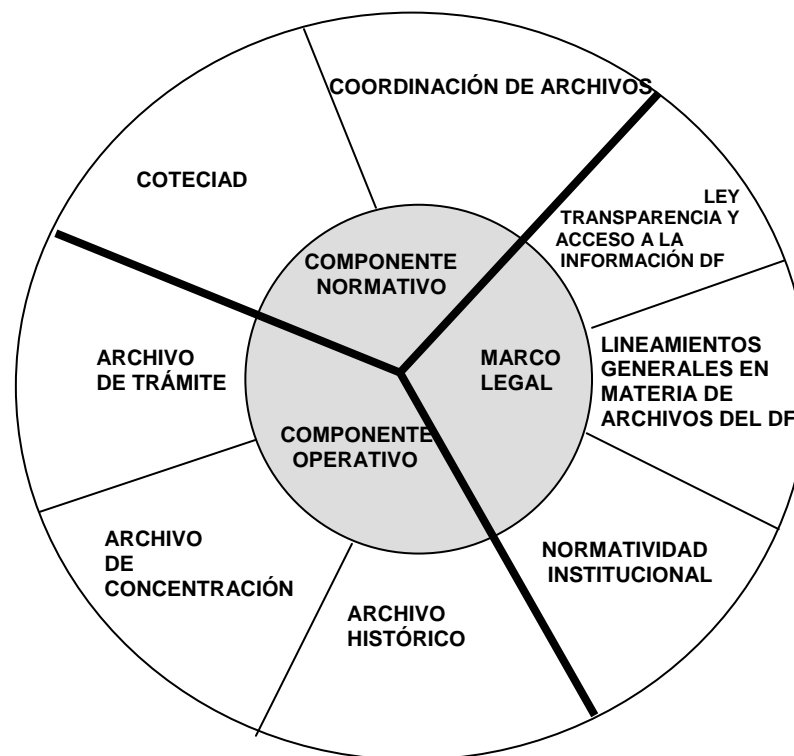 COORDINACIÓN DE ARCHIVOS
COTECIAD
LEY
TRANSPARENCIA Y
ACCESO A LA
INFORMACIÓN DF
COMPONENTE
NORMATIVO
MARCO
LEGAL
LINEAMIENTOS
GENERALES EN
MATERIA DE
ARCHIVOS DEL DF
ARCHIVO
DE TRÁMITE
COMPONENTE
OPERATIVO
ARCHIVO
DE
CONCENTRACIÓN
NORMATIVIDAD
INSTITUCIONAL
ARCHIVO
HISTÓRICO